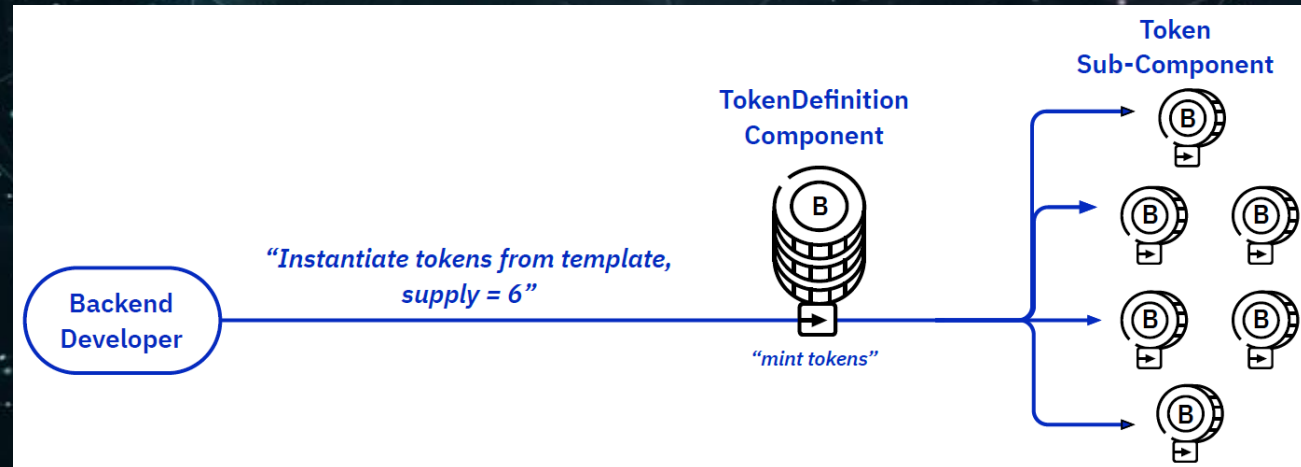 Token
Sub-Component
TokenDefinition
Component
B
B
B
B
“Instantiate tokens from template,
supply = 6”
Backend
Developer
“mint tokens”
B
B
B